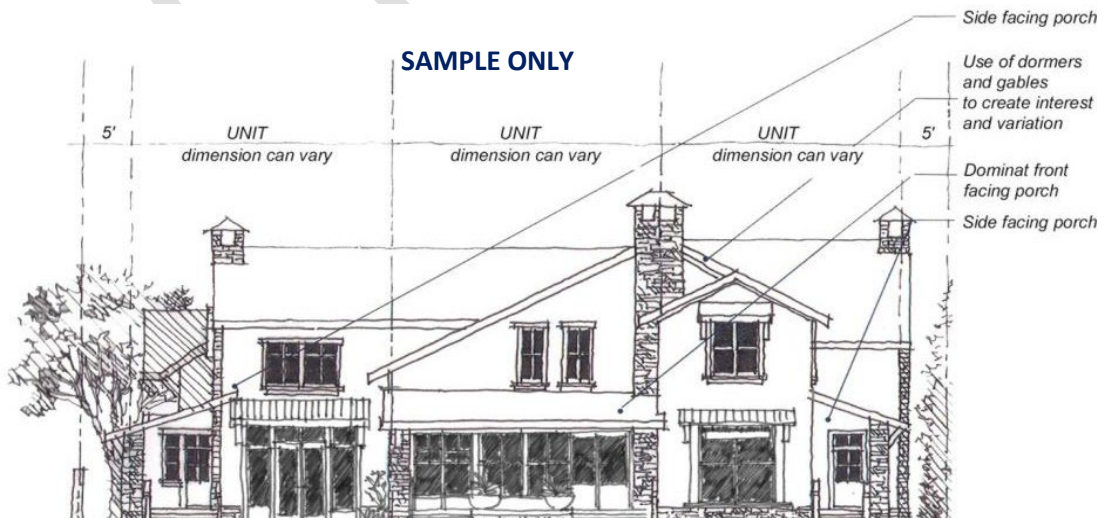 Side facing porch
SAMPLE ONLY
Use of dormers
and gables
to create interest
and variation
5'
UNIT
dimension can vary
UNIT
dimension can vary
UNIT
dimension can vary
5'
Dominat front
facing porch
Side facing porch